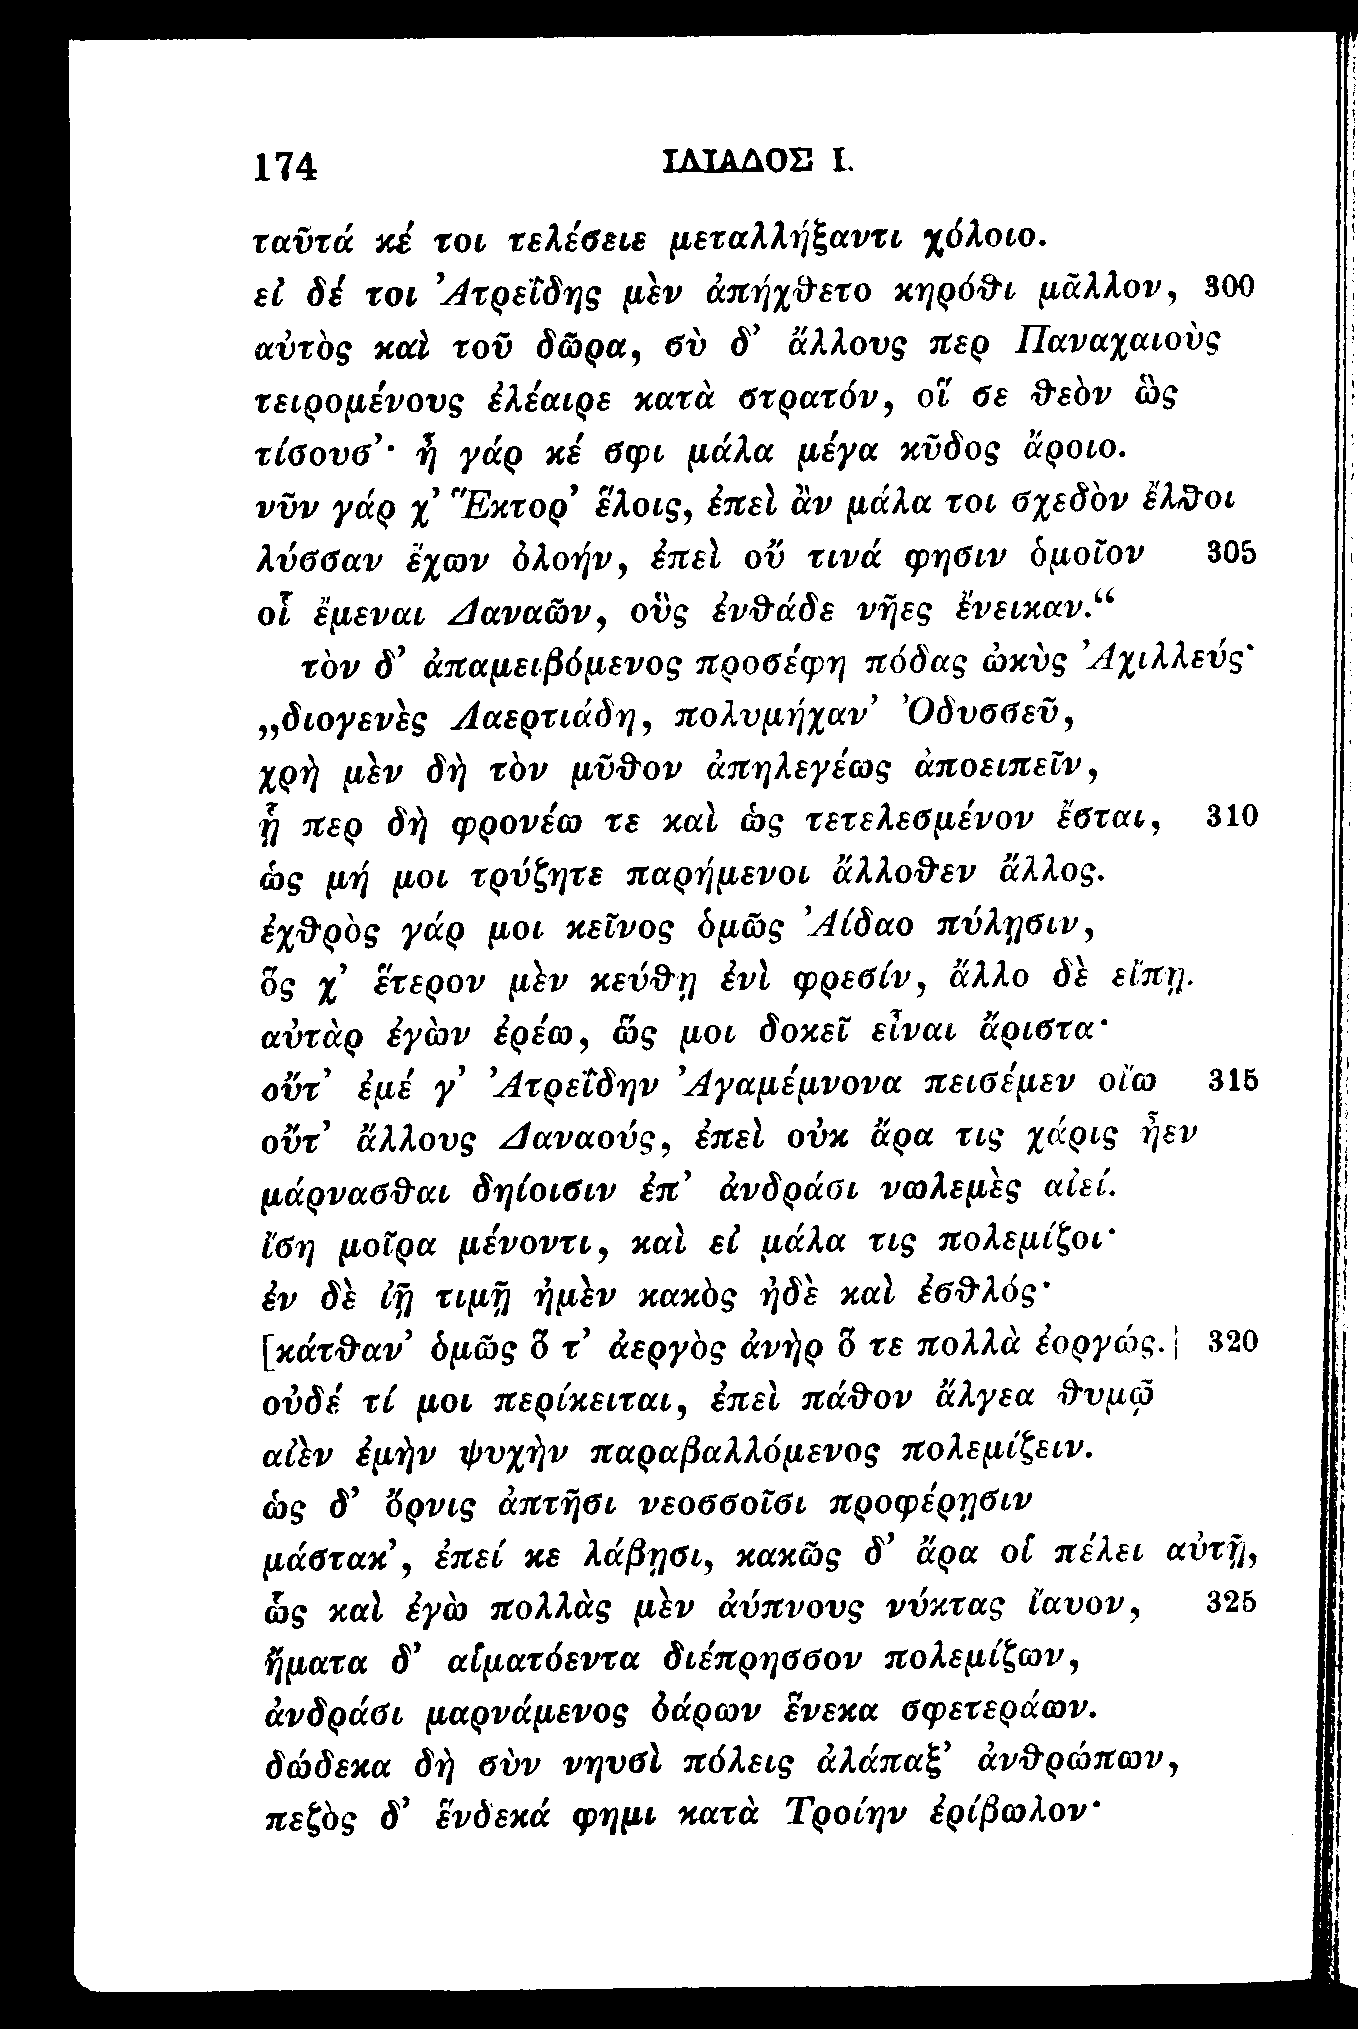 174 ΙΛΙΑΔΟΣ Ι.
ταῦτά κέ τοι τελέσειε μεταλλήξαντι χόλοιο.
εἰ δέ τοι Ἀτρεΐδης μὲν ἀπήχθετο κηρόθι μᾶλλον, 300
αὐτὸς καὶ τοῦ δῶρα, σὺ δ’ ἄλλους περ Παναχαιοὺς
τειρομένους ἐλέαιρε κατὰ στρατόν, οἵ σε θεὸν ὣς
τίσουσ’· ἦ γάρ κέ σφι μάλα μέγα κῦδος ἄροιο.
νῦν γάρ χ’ Ἕκτορ’ ἕλοις, ἐπεὶ ἂν μάλα τοι σχεδὸν ἔλθοι
λύσσαν ἔχων ὀλοήν, ἐπεὶ οὔ τινά φησιν ὁμοῖον 305
οἷ ἔμεναι Δαναῶν, οὓς ἐνθάδε νῆες ἔνεικαν.“
τὸν δ’ ἀπαμειβόμενος προσέφη πόδας ὠκὺς Ἀχιλλεύς·
„διογενὲς Λαερτιάδη, πολυμήχαν’ Ὀδυσσεῦ,
χρὴ μὲν δὴ τὸν μῦθον ἀπηλεγέως ἀποειπεῖν,
ᾗ περ δὴ φρονέω τε καὶ ὡς τετελεσμένον ἔσται, 310
ὡς μή μοι τρύζητε παρήμενοι ἄλλοθεν ἄλλος.
ἐχθρὸς γάρ μοι κεῖνος ὁμῶς Ἀίδαο πύλῃσιν,
ὅς χ’ ἕτερον μὲν κεύθῃ ἐνὶ φρεσίν, ἄλλο δὲ εἴπῃ.
αὐτὰρ ἐγὼν ἐρέω, ὥς μοι δοκεῖ εἶναι ἄριστα·
οὔτ’ ἐμέ γ’ Ἀτρεΐδην Ἀγαμέμνονα πεισέμεν οἴω 315
οὔτ’ ἄλλους Δαναούς, ἐπεὶ οὐκ ἄρα τις χάρις ἦεν
μάρνασθαι δηίοισιν ἐπ’ ἀνδράσι νωλεμὲς αἰεί.
ἴση μοῖρα μένοντι, καὶ εἰ μάλα τις πολεμίζοι·
ἐν δὲ ἰῇ τιμῇ ἠμὲν κακὸς ἠδὲ καὶ ἐσθλός·
[κάτθαν’ ὁμῶς ὅ τ’ ἀεργὸς ἀνὴρ ὅ τε πολλὰ ἐοργώς.] 320
οὐδέ τί μοι περίκειται, ἐπεὶ πάθον ἄλγεα θυμῷ
αἰὲν ἐμὴν ψυχὴν παραβαλλόμενος πολεμίζειν.
ὡς δ’ ὄρνις ἀπτῆσι νεοσσοῖσι προφέρῃσιν
μάστακ’, ἐπεί κε λάβῃσι, κακῶς δ’ ἄρα οἱ πέλει αὐτῇ,
ὧς καὶ ἐγὼ πολλὰς μὲν ἀύπνους νύκτας ἴαυον, 325
ἤματα δ’ αἱματόεντα διέπρησσον πολεμίζων,
ἀνδράσι μαρνάμενος ὀάρων ἕνεκα σφετεράων.
δώδεκα δὴ σὺν νηυσὶ πόλεις ἀλάπαξ’ ἀνθρώπων,
πεζὸς δ’ ἕνδεκά φημι κατὰ Τροίην ἐρίβωλον·